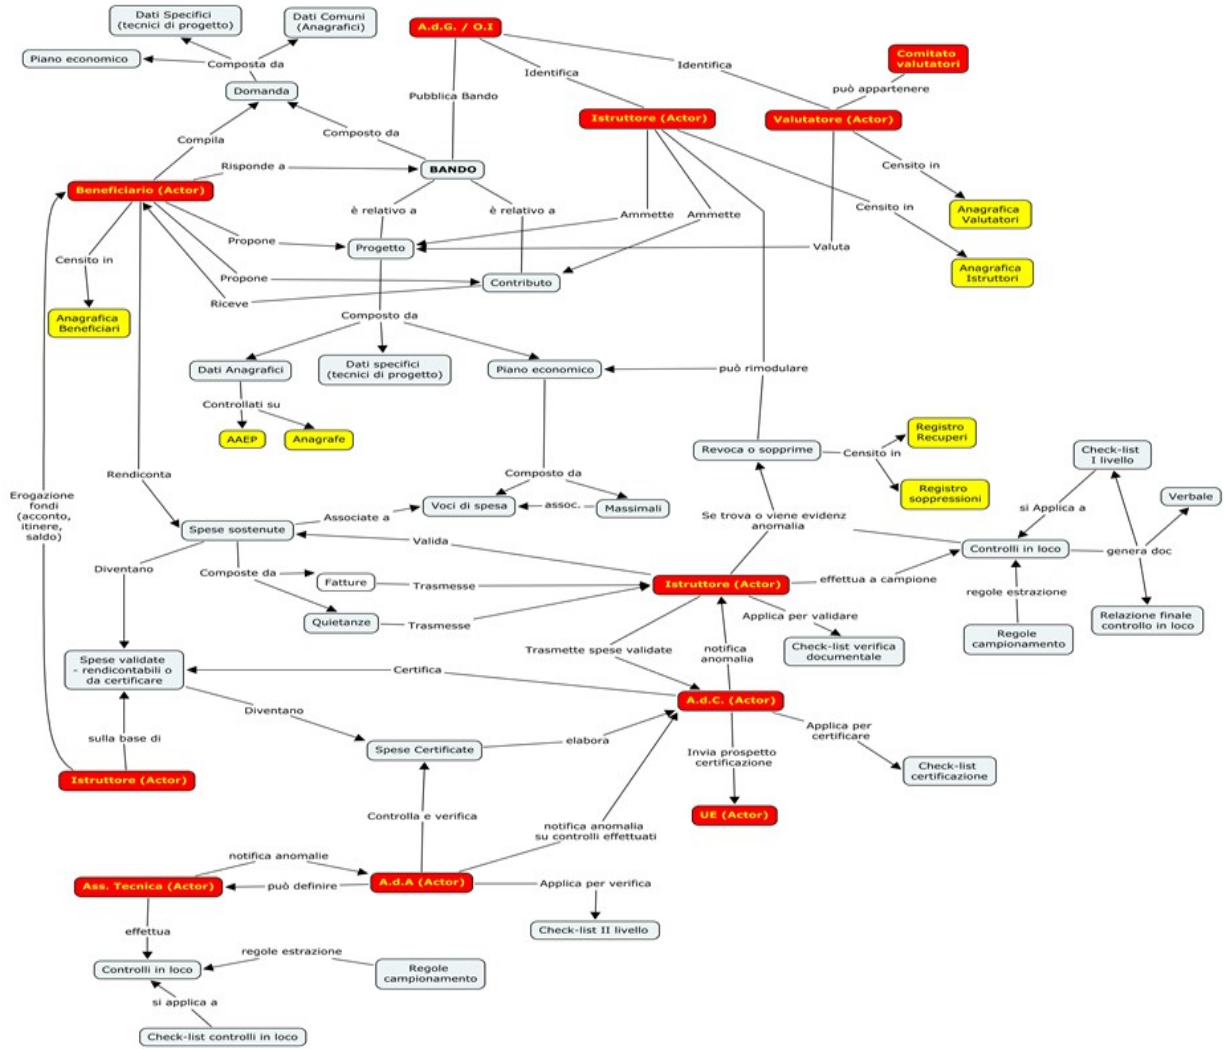 Dati Specifici
(tecnici di progetto)
Dati Comuni
(Anagrafici)
A.d.G. / O.I
Piano economico
Composta da
Identifica
Identifica
Comitato
valutatori
può appartenere
Domanda
Pubblica Bando
Istruttore (Actor)
Valutatore (Actor)
Compila
Composto da
Risponde a
BANDO
Censito in
Beneficiario (Actor)
è relativo a
è relativo a
Ammette
Ammette
Censito in
Anagrafica
Valutatori
Propone
Progetto
Valuta
Censito in
Propone
Contributo
Anagrafica
Istruttori
Riceve
Anagrafica
Beneficiari
Composto da
Dati Anagrafici
Dati specifici
(tecnici di progetto)
Piano economico
può rimodulare
Controllati su
AAEP
Anagrafe
Revoca o sopprime
Censito in
Registro
Recuperi
Check-list
I livello
Rendiconta
Composto da
Registro
soppressioni
Verbale
Erogazione
fondi
(acconto,
itinere,
saldo)
Voci di spesa
assoc.
Massimali
Associate a
Spese sostenute
Se trova o viene evidenz
anomalia
si Applica a
Valida
Controlli in loco
genera doc
Diventano
Composte da
Fatture
Trasmesse
Istruttore (Actor)
effettua a campione
regole estrazione
Quietanze
Trasmesse
Applica per validare
Relazione finale
controllo in loco
Regole
campionamento
Spese validate
- rendicontabili o
da certificare
Trasmette spese validate
notifica
anomalia
Check-list verifica
documentale
Certifica
A.d.C. (Actor)
Diventano
Applica per
certificare
sulla base di
Spese Certificate
elabora
Invia prospetto
certificazione
Check-list
certificazione
Istruttore (Actor)
UE (Actor)
Controlla e verifica
notifica anomalia
su controlli effettuati
notifica anomalie
Ass. Tecnica (Actor)
può definire
A.d.A (Actor)
Applica per verifica
effettua
Check-list II livello
regole estrazione
Controlli in loco
Regole
campionamento
si applica a
Check-list controlli in loco